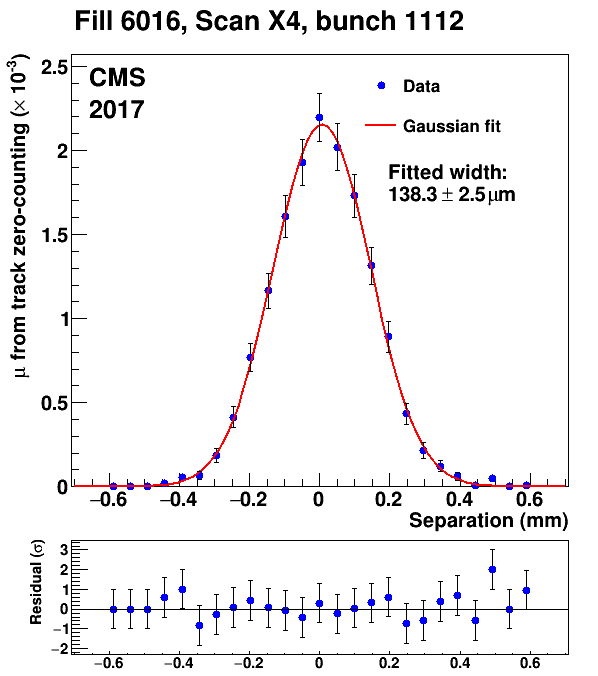 Fill 6016, Scan X4, bunch 1112
μ from track zero-counting (× 10⁻³)
2.5
2
1.5
1
0.5
0
CMS
2017
Data
Gaussian fit
Fitted width:
138.3 ± 2.5 μm
−0.6 −0.4 −0.2 0 0.2 0.4 0.6
Separation (mm)
Residual (σ)
3
2
1
0
−1
−2
−0.6 −0.4 −0.2 0 0.2 0.4 0.6